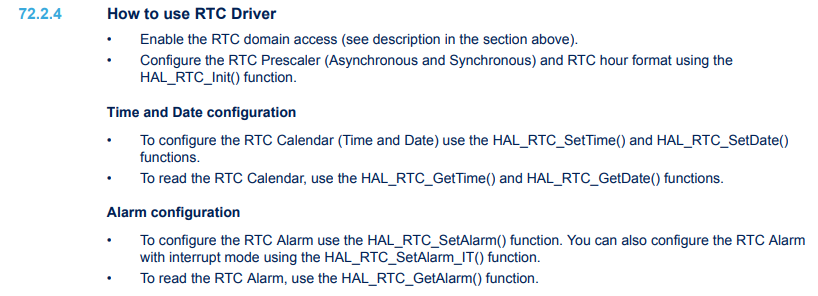 72.2.4 How to use RTC Driver
• Enable the RTC domain access (see description in the section above).
• Configure the RTC Prescaler (Asynchronous and Synchronous) and RTC hour format using the
HAL_RTC_Init() function.
Time and Date configuration
• To configure the RTC Calendar (Time and Date) use the HAL_RTC_SetTime() and HAL_RTC_SetDate()
functions.
• To read the RTC Calendar, use the HAL_RTC_GetTime() and HAL_RTC_GetDate() functions.
Alarm configuration
• To configure the RTC Alarm use the HAL_RTC_SetAlarm() function. You can also configure the RTC Alarm
with interrupt mode using the HAL_RTC_SetAlarm_IT() function.
• To read the RTC Alarm, use the HAL_RTC_GetAlarm() function.